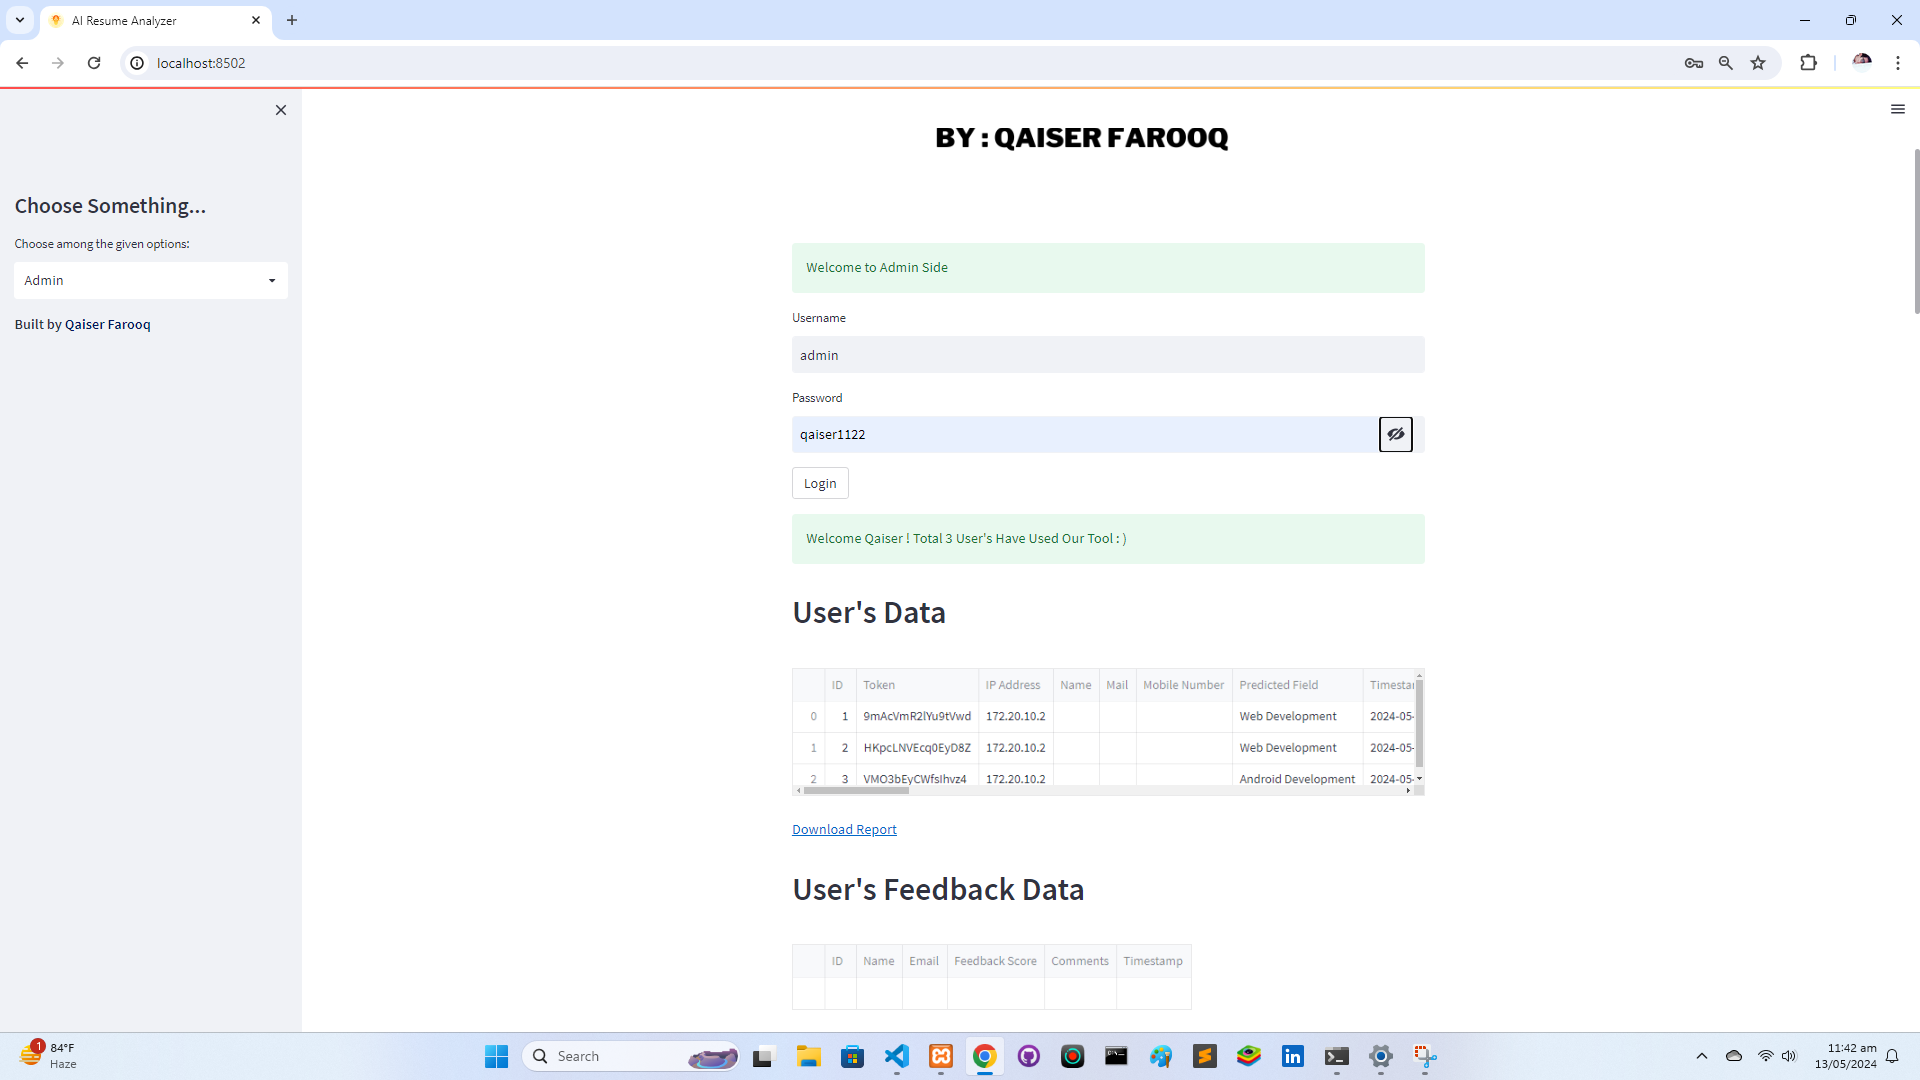 AI Resume Analyzer
localhost:8502
Choose Something...
Choose among the given options:
Admin
Built by Qaiser Farooq
BY : QAISER FAROOQ
Welcome to Admin Side
Username
admin
Password
qaiser1122
Login
Welcome Qaiser ! Total 3 User's Have Used Our Tool : )
User's Data
ID Token IP Address Name Mail Mobile Number Predicted Field
0 1 9mAcVmR2lYu9tVwd 172.20.10.2 Web Development 2024-05-
1 2 HKpcLNVEcq0EyD8Z 172.20.10.2 Web Development 2024-05-
2 3 VMO3bEyCWfsIhvz4 172.20.10.2 Android Development 2024-05-
Download Report
User's Feedback Data
ID Name Email Feedback Score Comments Timestamp
1
84°F
Haze
Search
11:42 am
13/05/2024